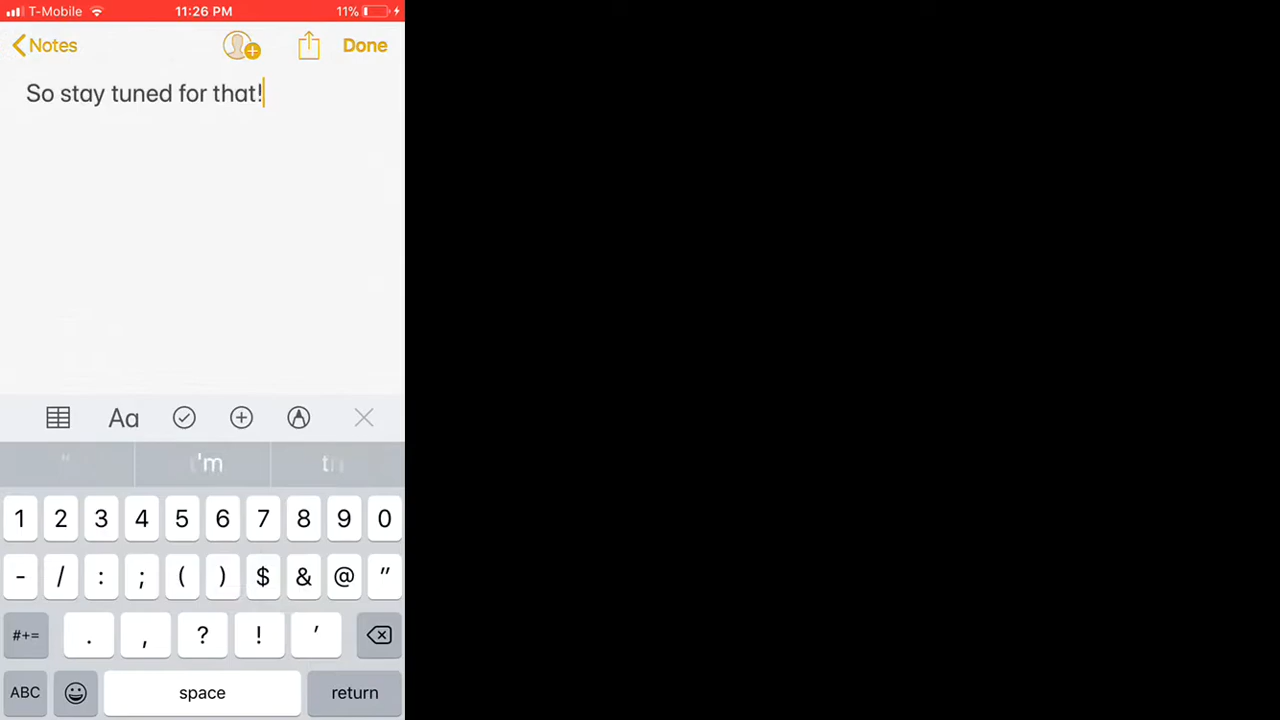 T-Mobile 11:26 PM 11%
Notes Done
So stay tuned for that!
Aa
" 'm
1 2 3 4 5 6 7 8 9 0
- / : ; ( ) $ & @ "
#+= . , ? ! '
ABC space return